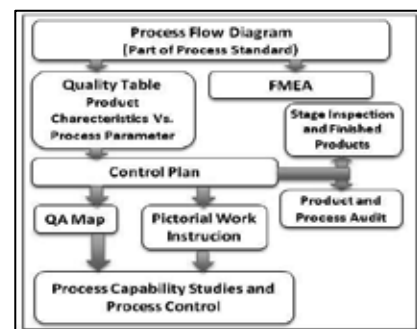 Process Flow Diagram
(Part of Process Standard)
Quality Table
Product
Charecteristics Vs.
Process Parameter
FMEA
Stage Inspection
and Finished
Products
Control Plan
QA Map
Pictorial Work
Instrucion
Product and
Process Audit
Process Capability Studies and
Process Control